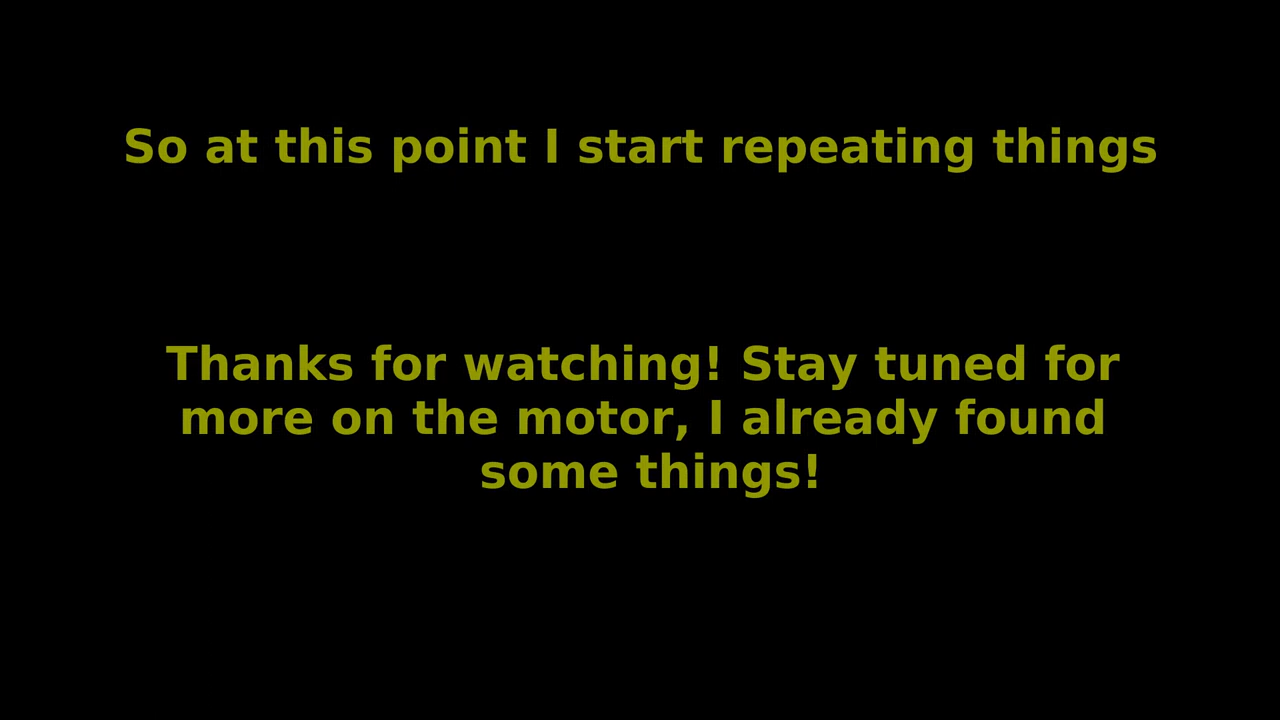 So at this point I start repeating things
Thanks for watching! Stay tuned for
more on the motor, I already found
some things!